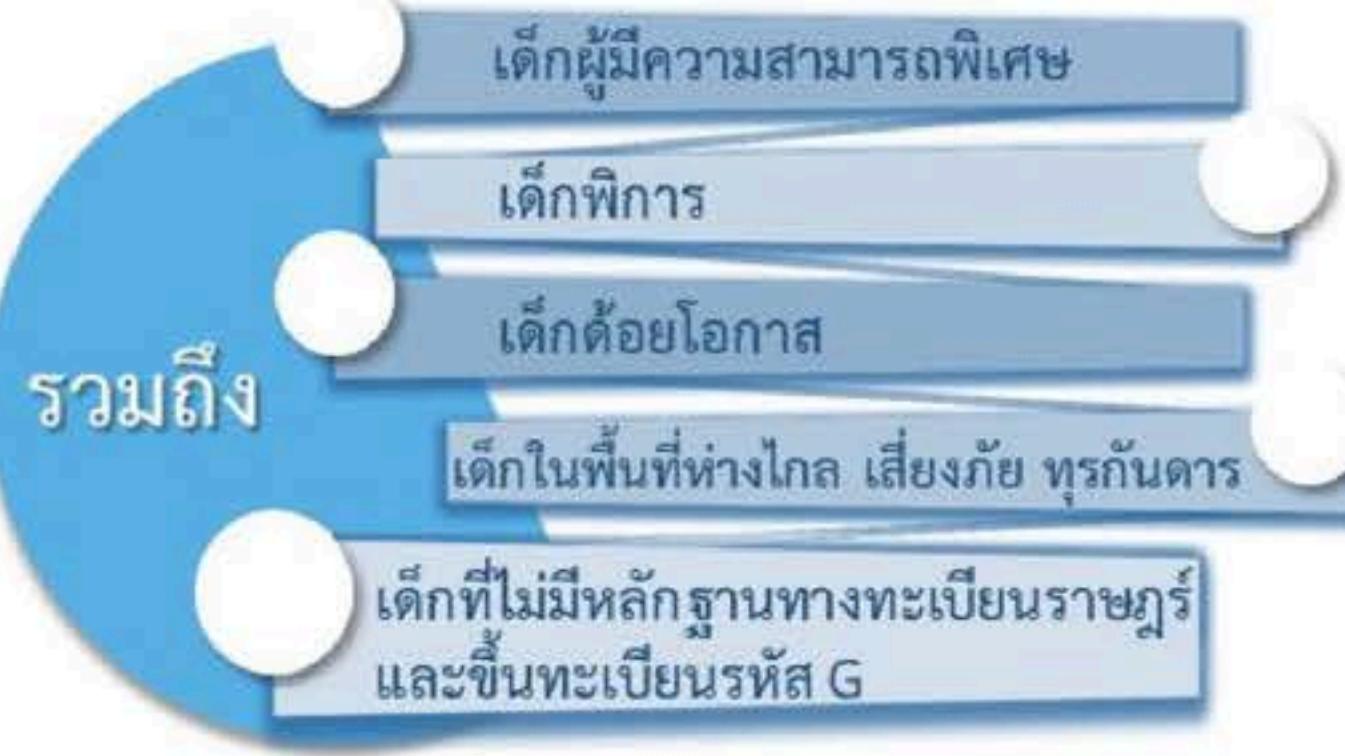 เด็กผู้มีความสามารถพิเศษ
เด็กพิการ
เด็กด้อยโอกาส
รวมถึง
เด็กในพื้นที่ห่างไกล เสี่ยงภัย ทุรกันดาร
เด็กที่ไม่มีหลักฐานทางทะเบียนราษฎร์
และขึ้นทะเบียนรหัส G